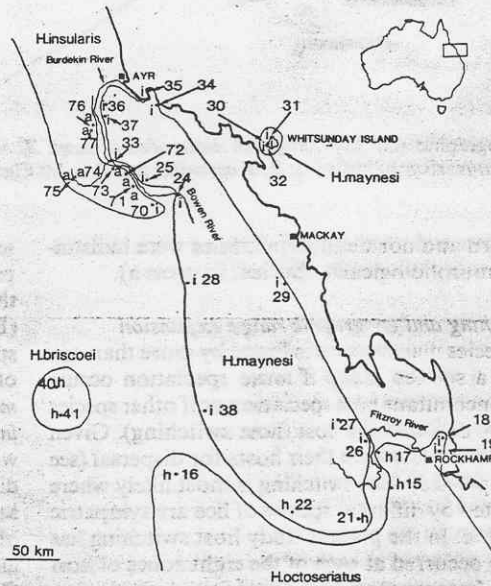 H.insularis
Burdekin River
AYR
35
34
76
i36
i
i
30
31
a
i
37
a
77
i
33
72
WHITSUNDAY ISLAND
i
74
a
25
24
i
32
H.maynesi
75
a
a
73
a
71
a
70
i
i
Bowen River
MACKAY
i 28
i
29
H.briscoei
40.h
h-41
H.maynesi
i 38
i 27
i
26
Fitzroy River
18
i
19
h 17
ROCKHAMP
h 16
h 15
h
22
21 h
50 km
H.octoseriatus